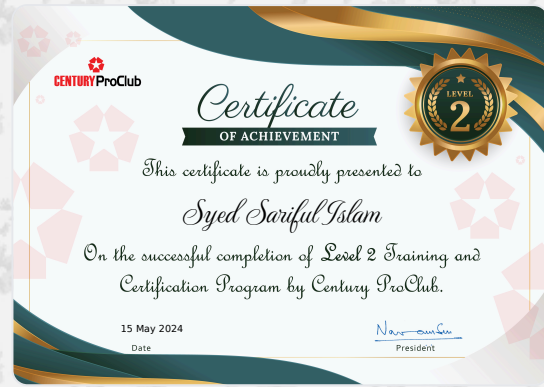 CENTURY ProClub
LEVEL
2
Certificate
OF ACHIEVEMENT
This certificate is proudly presented to
Syed Sariful Islam
On the successful completion of Level 2 Training and
Certification Program by Century ProClub.
15 May 2024
Date
President